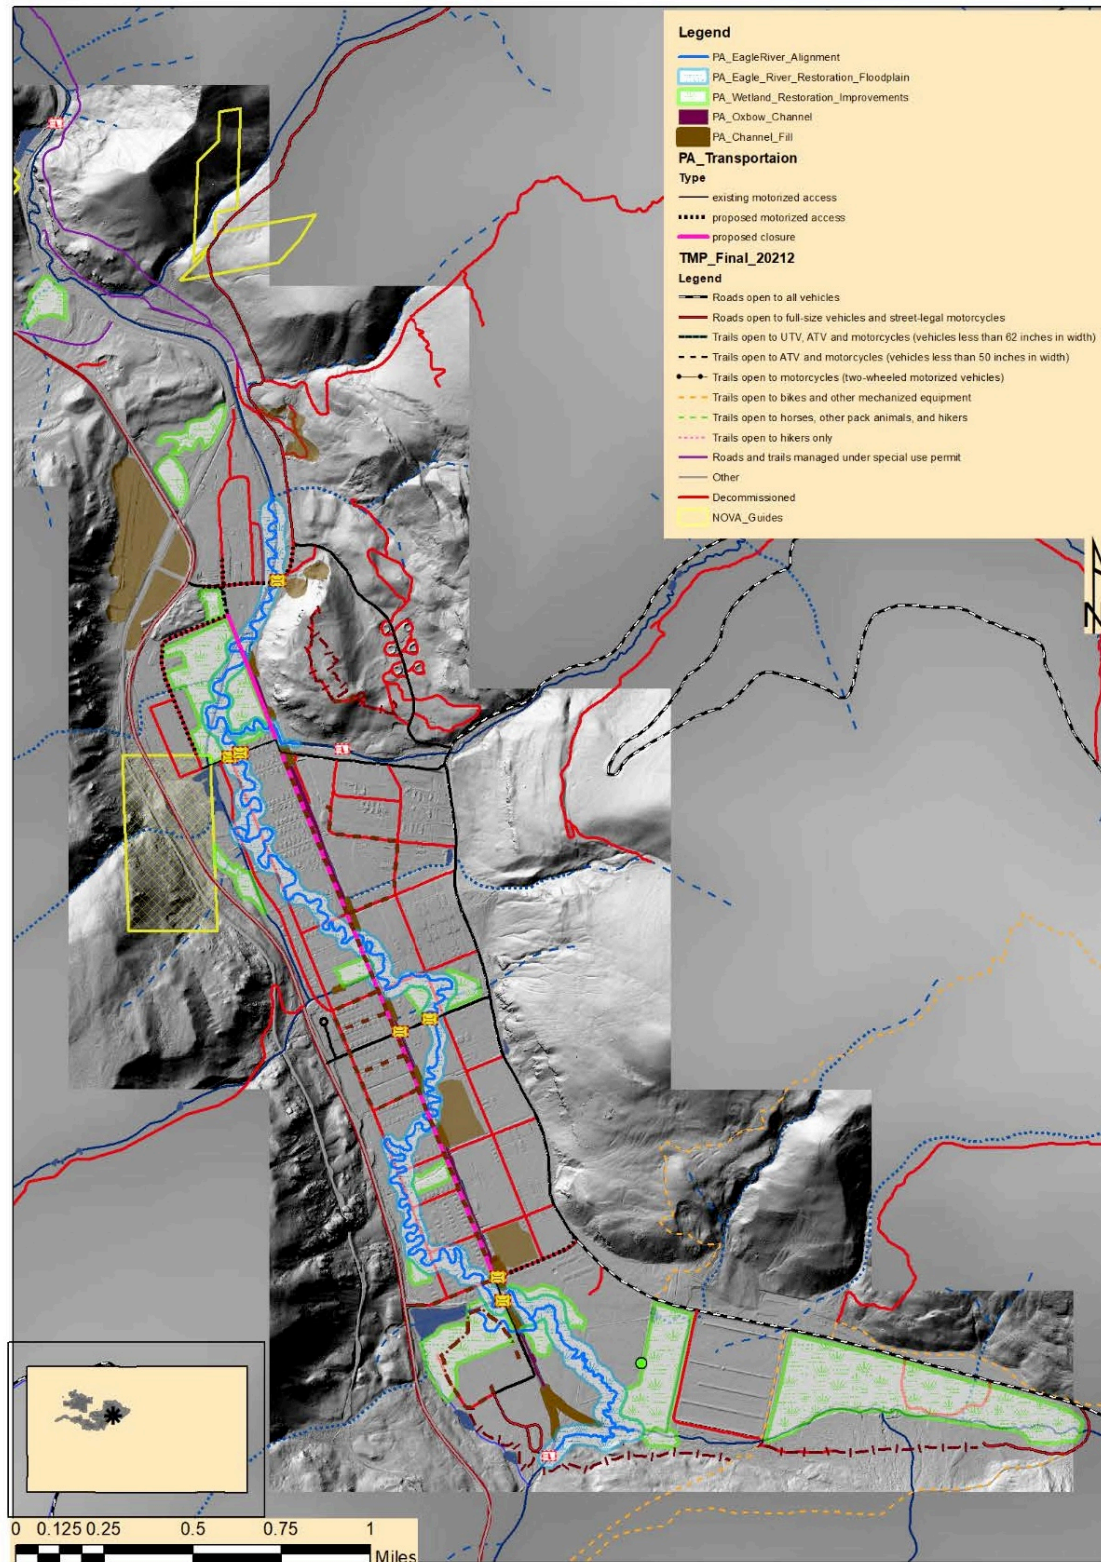 Legend
PA_EagleRiver_Alignment
PA_Eagle_River_Restoration_Floodplain
PA_Wetland_Restoration_Improvements
PA_Oxbow_Channel
PA_Channel_Fill
PA_Transportaion
Type
existing motorized access
proposed motorized access
proposed closure
TMP_Final_20212
Legend
Roads open to all vehicles
Roads open to full-size vehicles and street-legal motorcycles
Trails open to UTV, ATV and motorcycles (vehicles less than 62 inches in width)
Trails open to ATV and motorcycles (vehicles less than 50 inches in width)
Trails open to motorcycles (two-wheeled motorized vehicles)
Trails open to bikes and other mechanized equipment
Trails open to horses, other pack animals, and hikers
Trails open to hikers only
Roads and trails managed under special use permit
Other
Decommissioned
NOVA_Guides
0 0.125 0.25 0.5 0.75 1
Miles